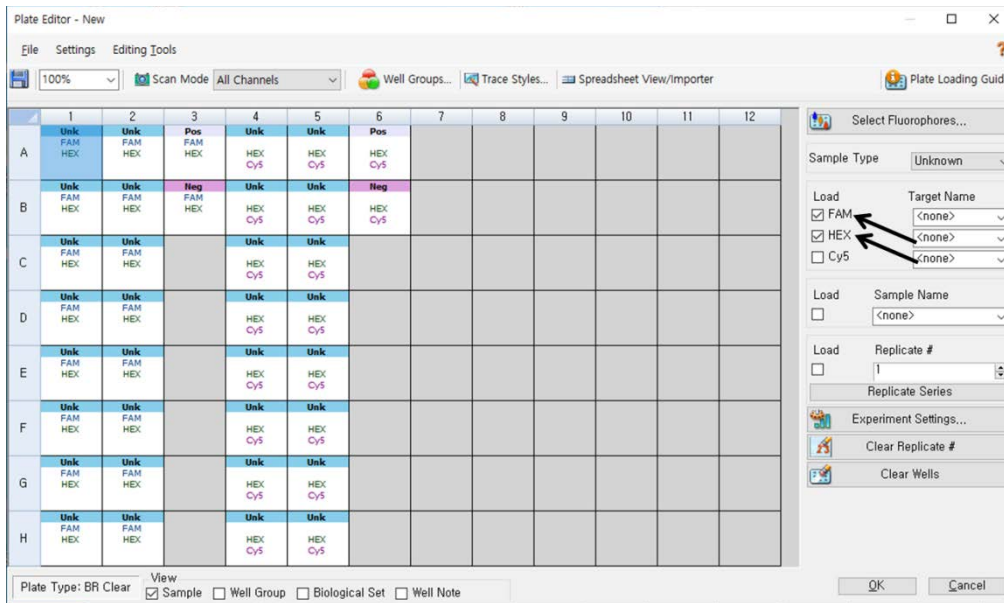 Plate Editor - New
File Settings Editing Tools ?
100% Scan Mode All Channels Well Groups... Trace Styles... Spreadsheet View/Importer Plate Loading Guid
1 2 3 4 5 6 7 8 9 10 11 12
A
Unk Unk Pos Unk Unk Pos
FAM FAM FAM
HEX HEX HEX HEX HEX HEX
Cy5 Cy5 Cy5
B
Unk Unk Neg Unk Unk Neg
FAM FAM FAM
HEX HEX HEX HEX HEX HEX
Cy5 Cy5 Cy5
C
Unk Unk Unk Unk
FAM FAM
HEX HEX HEX HEX
Cy5 Cy5
D
Unk Unk Unk Unk
FAM FAM
HEX HEX HEX HEX
Cy5 Cy5
E
Unk Unk Unk Unk
FAM FAM
HEX HEX HEX HEX
Cy5 Cy5
F
Unk Unk Unk Unk
FAM FAM
HEX HEX HEX HEX
Cy5 Cy5
G
Unk Unk Unk Unk
FAM FAM
HEX HEX HEX HEX
Cy5 Cy5
H
Unk Unk Unk Unk
FAM FAM
HEX HEX HEX HEX
Cy5 Cy5
Select Fluorophores...
Sample Type Unknown
Load Target Name
FAM <none>
HEX <none>
Cy5 <none>
Load Sample Name
<none>
Load Replicate #
1
Replicate Series
Experiment Settings...
Clear Replicate #
Clear Wells
Plate Type: BR Clear
View
Sample Well Group Biological Set Well Note
OK Cancel